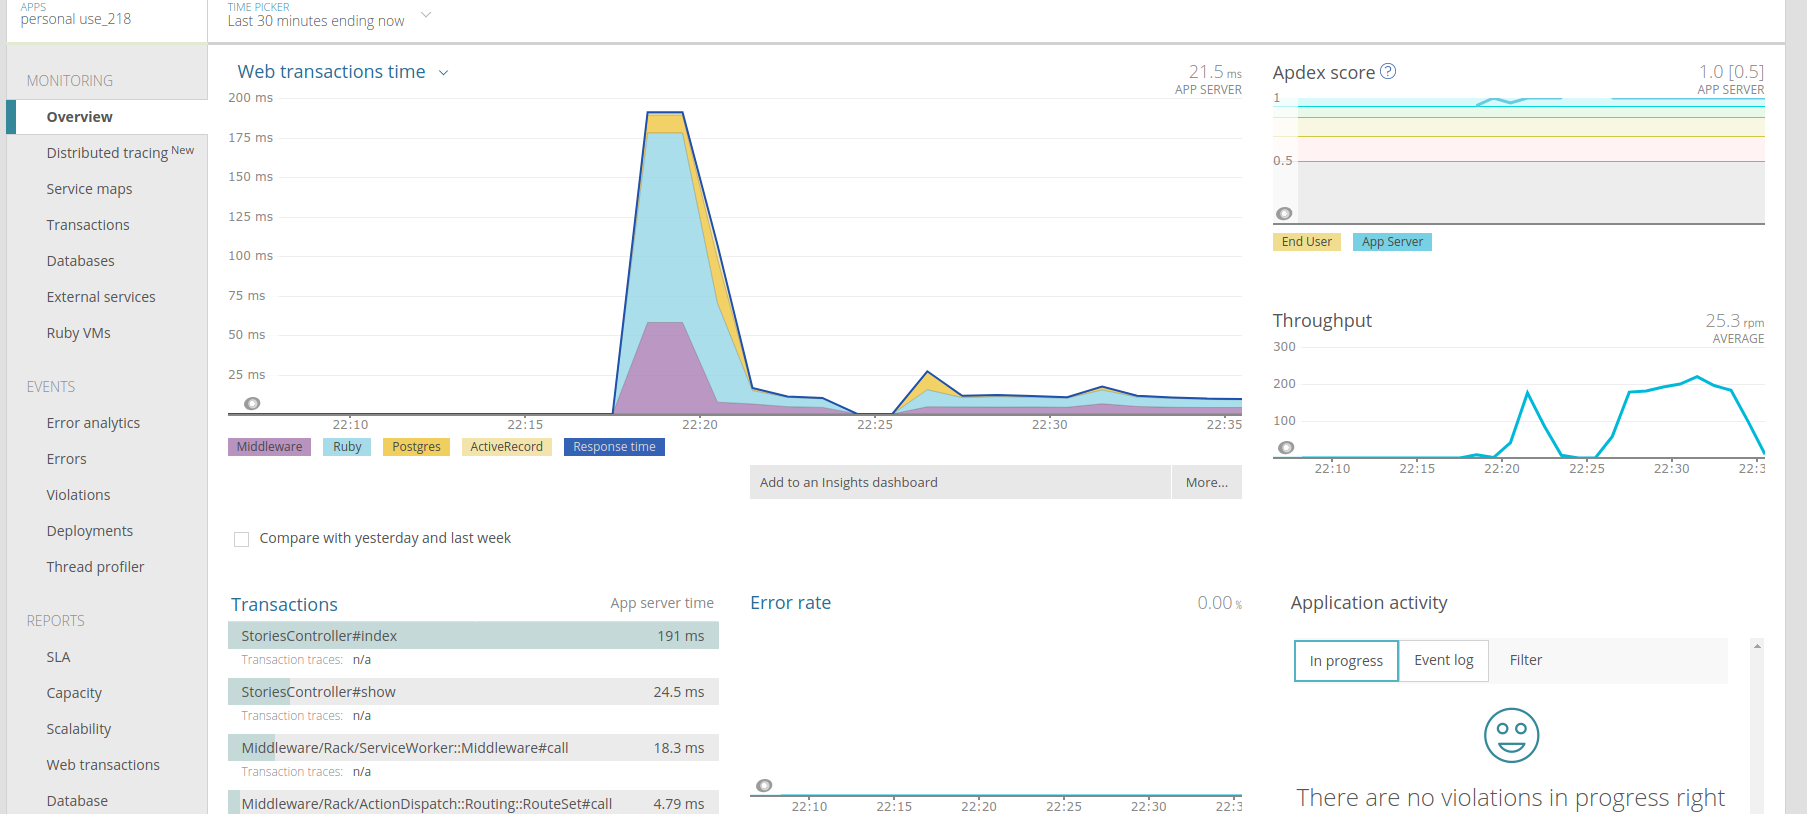 APPS
personal use_218
TIME PICKER
Last 30 minutes ending now
MONITORING
Overview
Distributed tracing New
Service maps
Transactions
Databases
External services
Ruby VMs
EVENTS
Error analytics
Errors
Violations
Deployments
Thread profiler
REPORTS
SLA
Capacity
Scalability
Web transactions
Database
Web transactions time
21.5 ms
APP SERVER
200 ms
175 ms
150 ms
125 ms
100 ms
75 ms
50 ms
25 ms
22:10 22:15 22:20 22:25 22:30 22:35
Middleware Ruby Postgres ActiveRecord Response time
Add to an Insights dashboard More...
Compare with yesterday and last week
Apdex score ?
1.0 [0.5]
APP SERVER
1
0.5
End User App Server
Throughput
25.3 rpm
AVERAGE
300
200
100
22:10 22:15 22:20 22:25 22:30 22:3
Transactions App server time
StoriesController#index 191 ms
Transaction traces: n/a
StoriesController#show 24.5 ms
Transaction traces: n/a
Middleware/Rack/ServiceWorker::Middleware#call 18.3 ms
Transaction traces: n/a
Middleware/Rack/ActionDispatch::Routing::RouteSet#call 4.79 ms
Error rate 0.00 %
22:10 22:15 22:20 22:25 22:30 22:3
Application activity
In progress Event log Filter
There are no violations in progress right